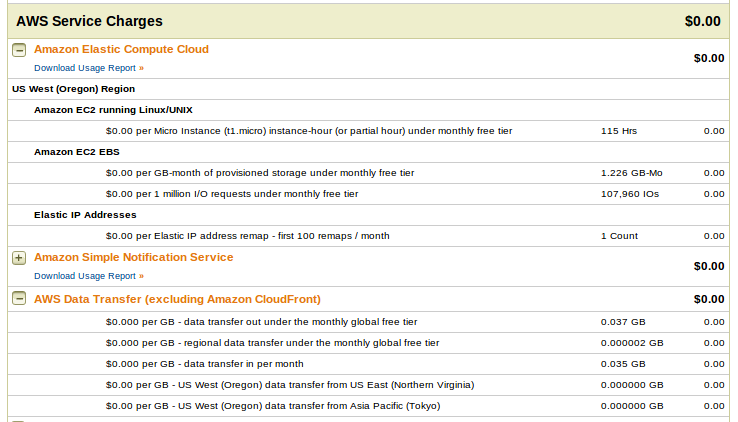 AWS Service Charges $0.00
Amazon Elastic Compute Cloud
Download Usage Report » $0.00
US West (Oregon) Region
Amazon EC2 running Linux/UNIX
$0.00 per Micro Instance (t1.micro) instance-hour (or partial hour) under monthly free tier 115 Hrs 0.00
Amazon EC2 EBS
$0.00 per GB-month of provisioned storage under monthly free tier 1.226 GB-Mo 0.00
$0.00 per 1 million I/O requests under monthly free tier 107,960 IOs 0.00
Elastic IP Addresses
$0.00 per Elastic IP address remap - first 100 remaps / month 1 Count 0.00
Amazon Simple Notification Service
Download Usage Report » $0.00
AWS Data Transfer (excluding Amazon CloudFront) $0.00
$0.000 per GB - data transfer out under the monthly global free tier 0.037 GB 0.00
$0.000 per GB - regional data transfer under the monthly global free tier 0.000002 GB 0.00
$0.000 per GB - data transfer in per month 0.035 GB 0.00
$0.00 per GB - US West (Oregon) data transfer from US East (Northern Virginia) 0.000000 GB 0.00
$0.00 per GB - US West (Oregon) data transfer from Asia Pacific (Tokyo) 0.000000 GB 0.00